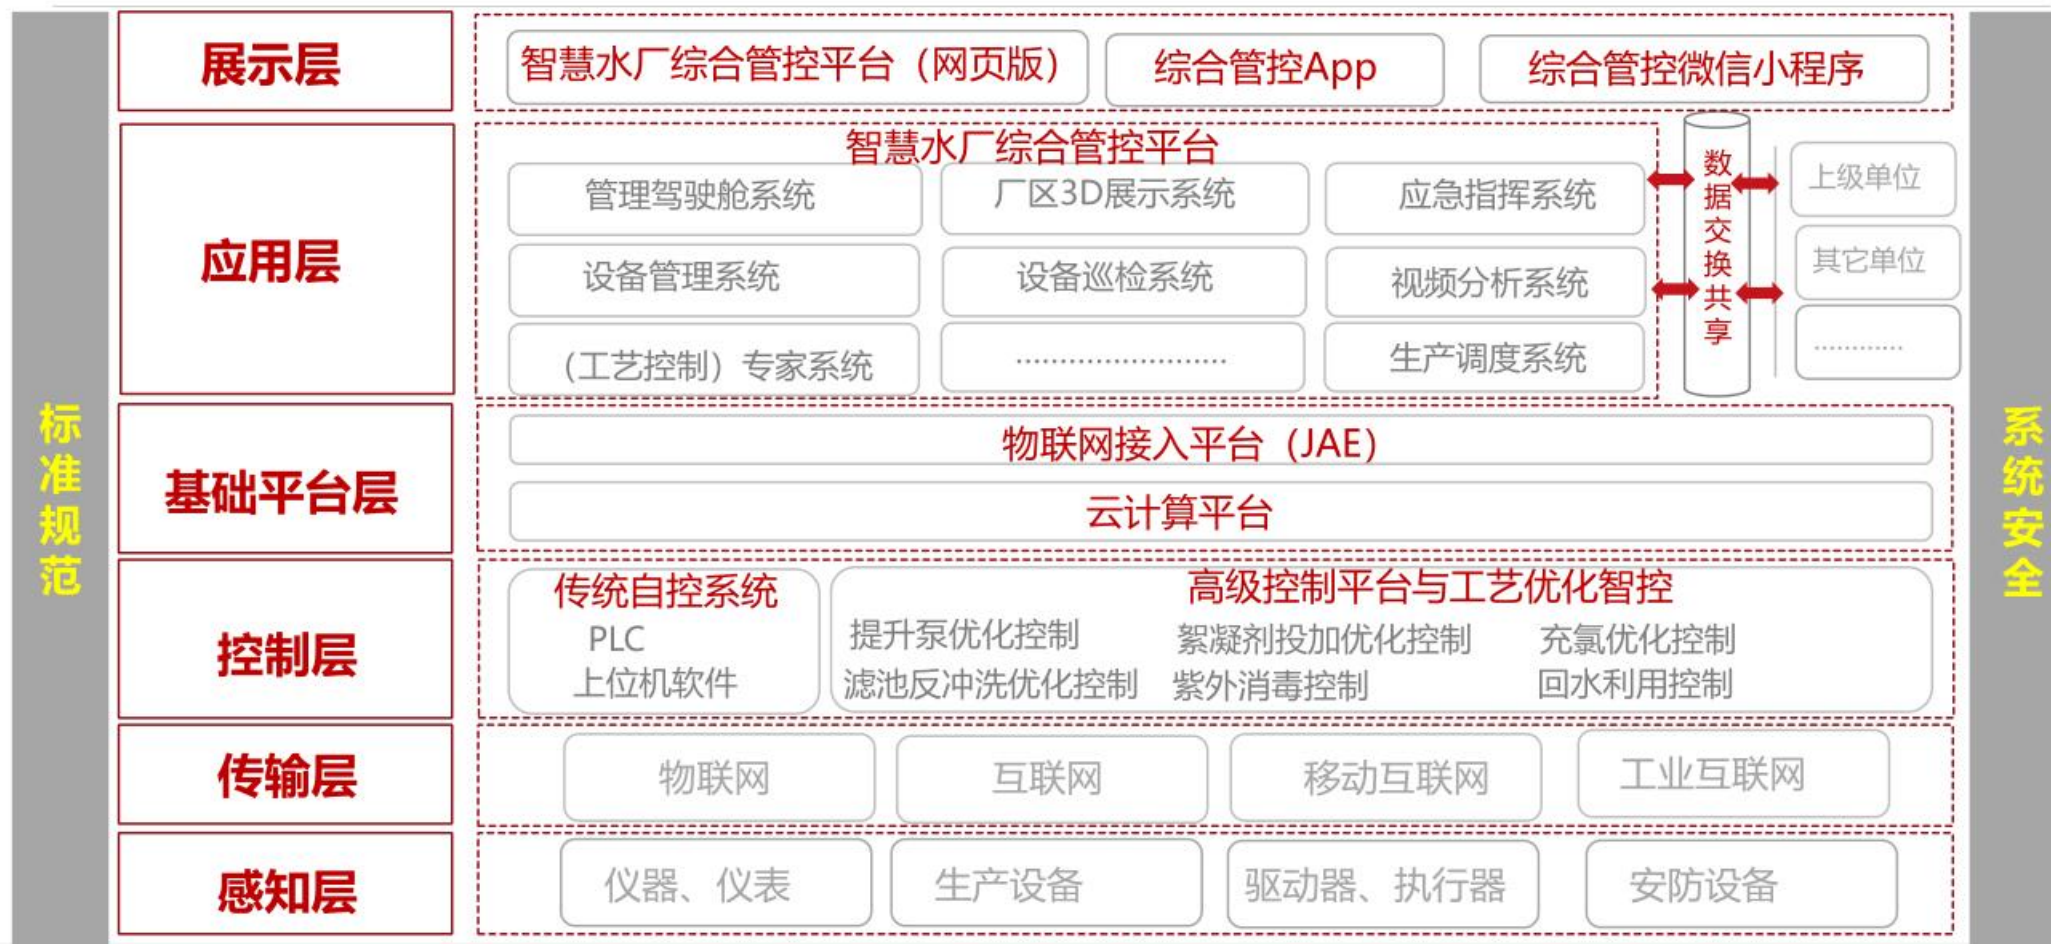 标准规范
展示层
智慧水厂综合管控平台（网页版）
综合管控App
综合管控微信小程序
应用层
智慧水厂综合管控平台
管理驾驶舱系统
厂区3D展示系统
应急指挥系统
设备管理系统
设备巡检系统
视频分析系统
（工艺控制）专家系统
........................
生产调度系统
数据交换共享
上级单位
其它单位
............
基础平台层
物联网接入平台（JAE）
云计算平台
控制层
传统自控系统
PLC
上位机软件
高级控制平台与工艺优化智控
提升泵优化控制
絮凝剂投加优化控制
充氯优化控制
滤池反冲洗优化控制
紫外消毒控制
回水利用控制
传输层
物联网
互联网
移动互联网
工业互联网
感知层
仪器、仪表
生产设备
驱动器、执行器
安防设备
系统安全